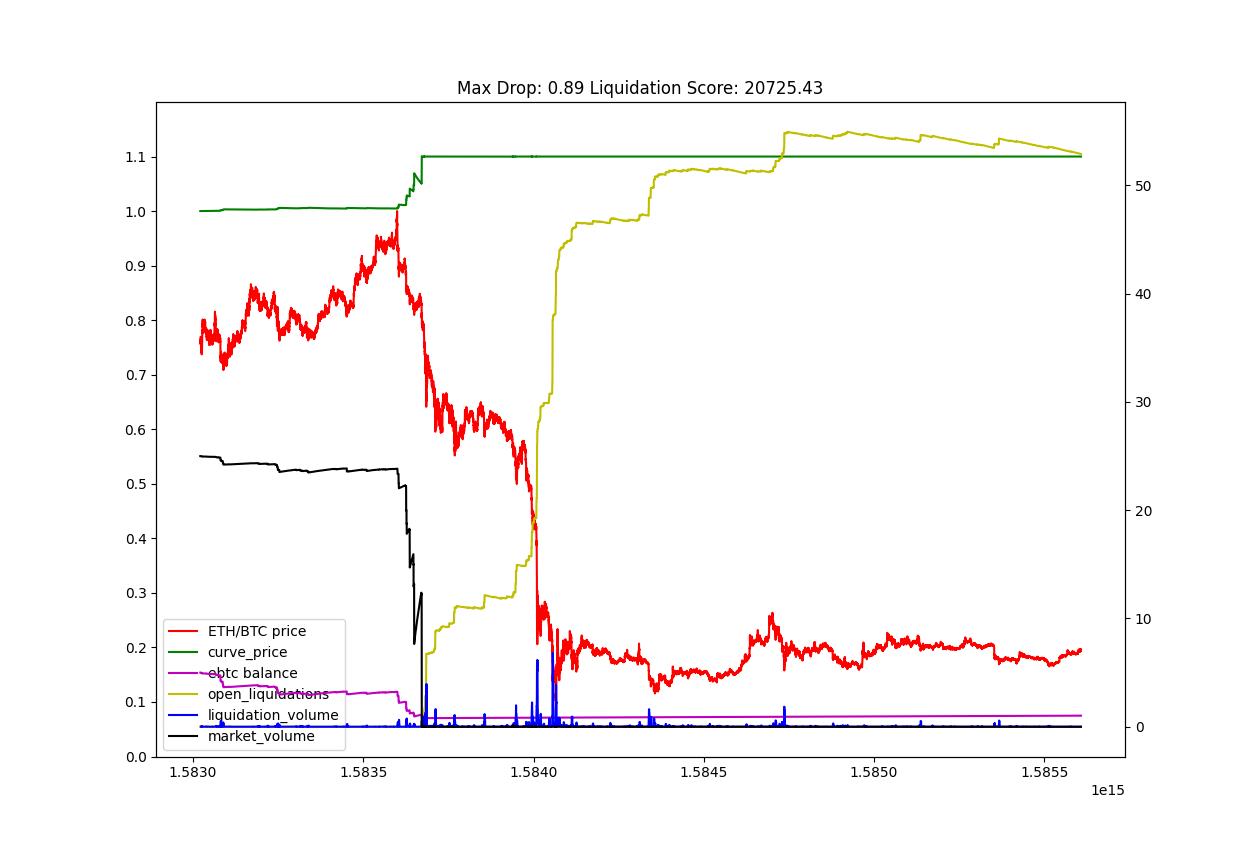 Max Drop: 0.89 Liquidation Score: 20725.43
1.1
1.0
0.9
0.8
0.7
0.6
0.5
0.4
0.3
0.2
0.1
0.0
50
40
30
20
10
0
ETH/BTC price
curve_price
ebtc balance
open_liquidations
liquidation_volume
market_volume
1.5830 1.5835 1.5840 1.5845 1.5850 1.5855
1e15